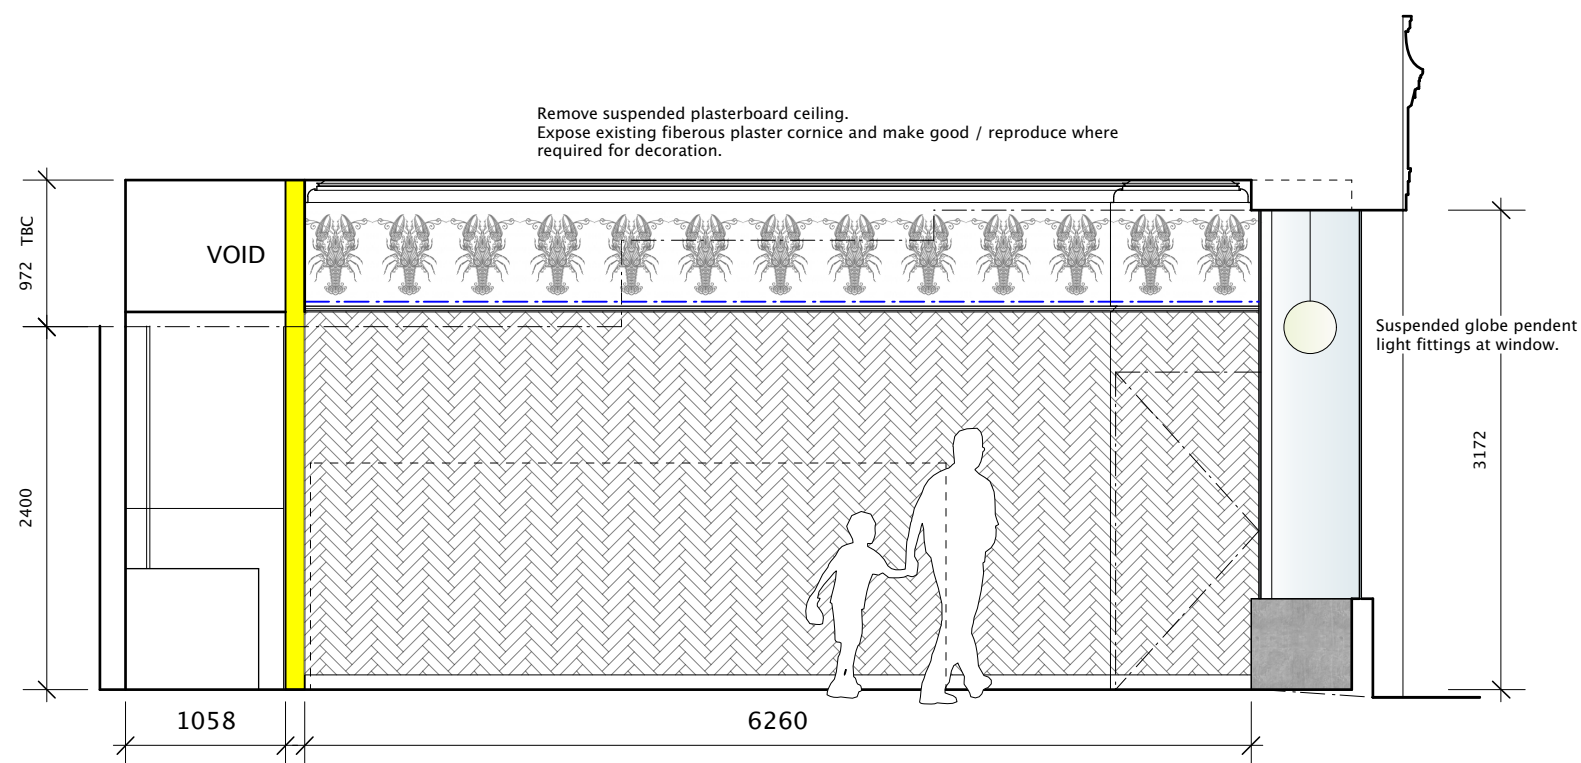 Remove suspended plasterboard ceiling.
Expose existing fiberous plaster cornice and make good / reproduce where
required for decoration.
972 TBC
VOID
Suspended globe pendent
light fittings at window.
2400
3172
1058
6260